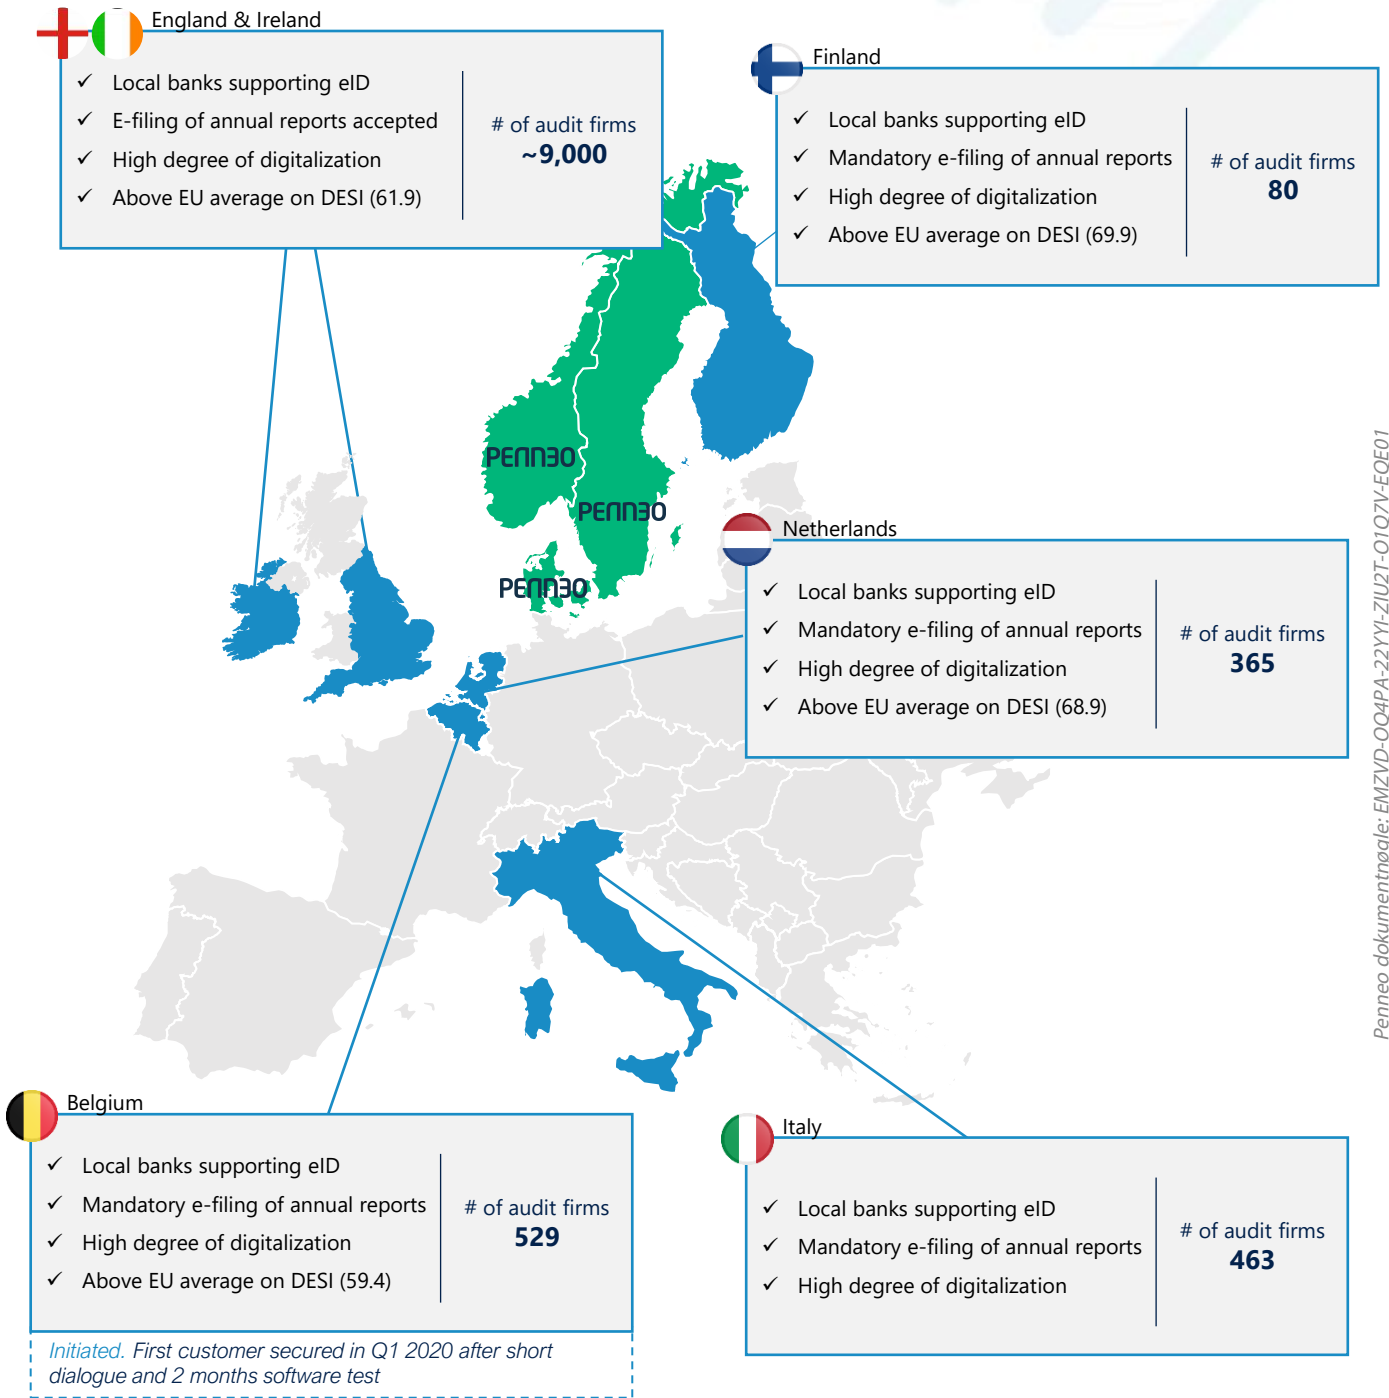 England & Ireland
✓ Local banks supporting eID
✓ E-filing of annual reports accepted
✓ High degree of digitalization
✓ Above EU average on DESI (61.9)
# of audit firms
~9,000
Finland
✓ Local banks supporting eID
✓ Mandatory e-filing of annual reports
✓ High degree of digitalization
✓ Above EU average on DESI (69.9)
# of audit firms
80
PENNEO
PENNEO
PENNEO
Netherlands
✓ Local banks supporting eID
✓ Mandatory e-filing of annual reports
✓ High degree of digitalization
✓ Above EU average on DESI (68.9)
# of audit firms
365
Belgium
✓ Local banks supporting eID
✓ Mandatory e-filing of annual reports
✓ High degree of digitalization
✓ Above EU average on DESI (59.4)
# of audit firms
529
Initiated. First customer secured in Q1 2020 after short
dialogue and 2 months software test
Italy
✓ Local banks supporting eID
✓ Mandatory e-filing of annual reports
✓ High degree of digitalization
# of audit firms
463
Penneo dokumentnøgle: EMZVD-OO4PA-22YYI-ZIU2T-O1O7V-EOE01